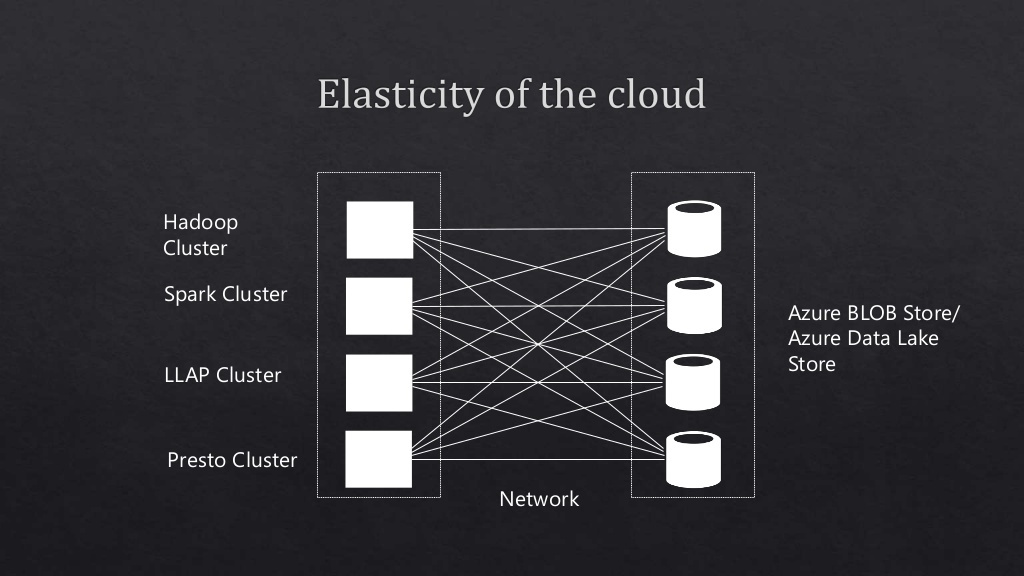 Elasticity of the cloud
Hadoop
Cluster
Spark Cluster
LLAP Cluster
Presto Cluster
Network
Azure BLOB Store/
Azure Data Lake
Store